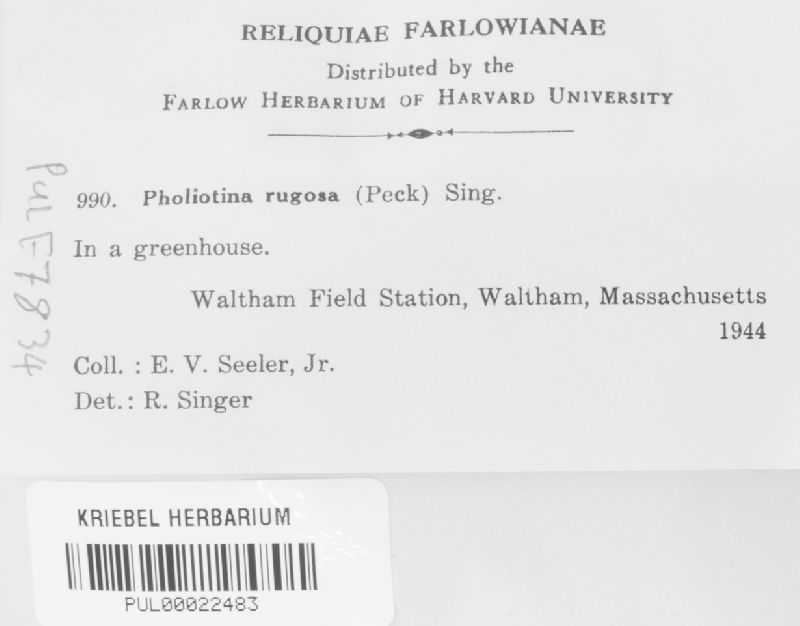 RELIQUIAE FARLOWIANAE
Distributed by the
FARLOW HERBARIUM OF HARVARD UNIVERSITY
990. Pholiotina rugosa (Peck) Sing.
In a greenhouse.
Waltham Field Station, Waltham, Massachusetts
1944
Coll. : E. V. Seeler, Jr.
Det.: R. Singer
PUL F7834
KRIEBEL HERBARIUM
PUL00022483